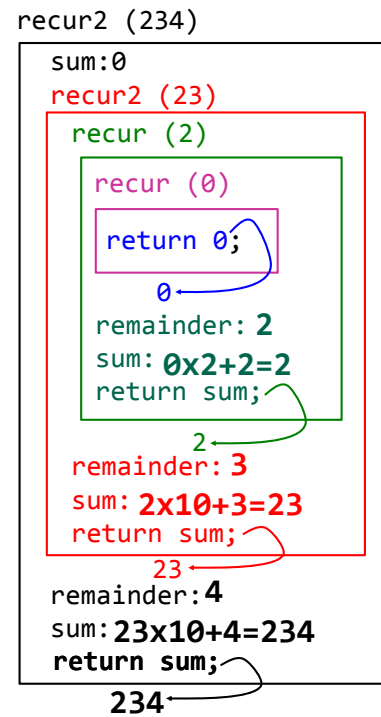 recur2 (234)
sum:0
recur2 (23)
recur (2)
recur (0)
return 0;
0
remainder: 2
sum: 0x2+2=2
return sum;
2
remainder: 3
sum: 2x10+3=23
return sum;
23
remainder:4
sum:23x10+4=234
return sum;
234